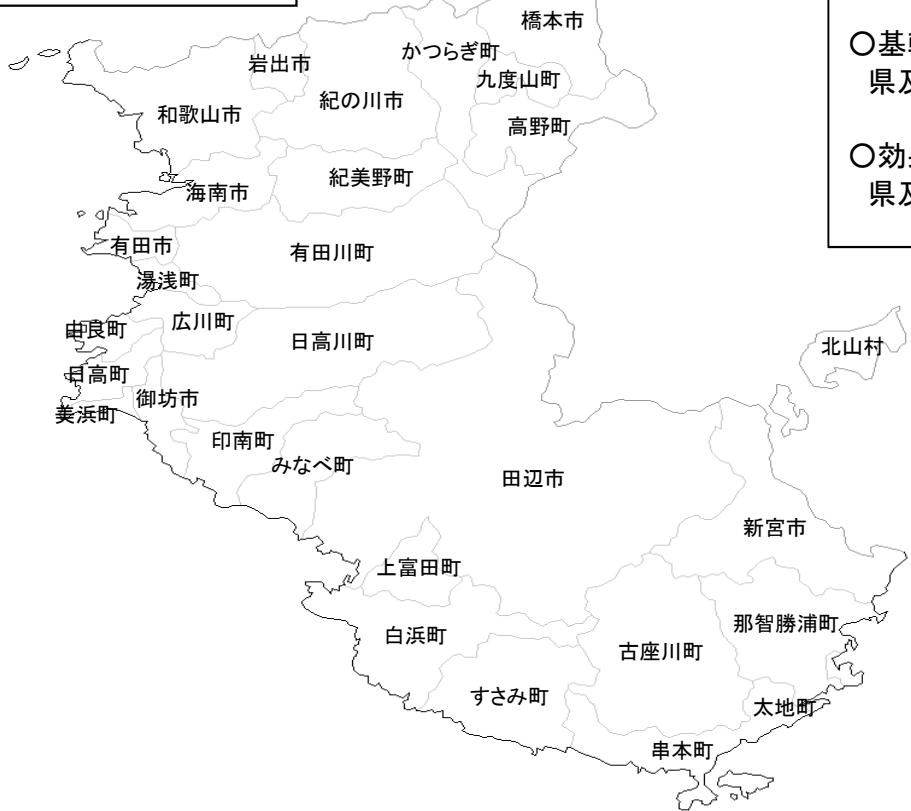 橋本市
かつらぎ町
岩出市
九度山町
紀の川市
和歌山市
高野町
紀美野町
海南市
有田市
有田川町
湯浅町
広川町
由良町
日高川町
北山村
日高町
御坊市
美浜町
印南町
みなべ町
田辺市
新宮市
上富田町
那智勝浦町
白浜町
古座川町
すさみ町
太地町
串本町
〇基
県及
〇効
県及